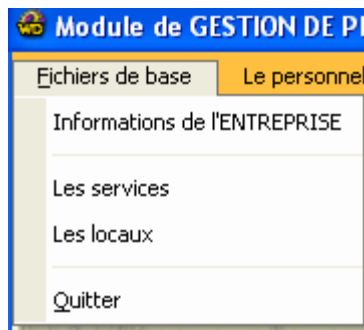 Module de GESTION DE
Fichiers de base Le personnel
Informations de l'ENTREPRISE
Les services
Les locaux
Quitter